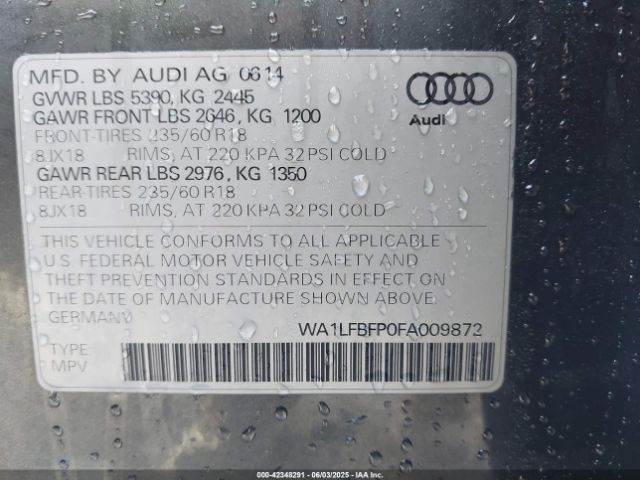 MFD. BY AUDI AG 0614
GVWR LBS 5390, KG 2445
GAWR FRONT LBS 2646, KG 1200
FRONT-TIRES 235/60 R18
8JX18 RIMS, AT 220 KPA 32 PSI COLD
GAWR REAR LBS 2976, KG 1350
REAR-TIRES 235/60 R18
8JX18 RIMS, AT 220 KPA 32 PSI COLD
Audi
THIS VEHICLE CONFORMS TO ALL APPLICABLE
U.S. FEDERAL MOTOR VEHICLE SAFETY AND
THEFT PREVENTION STANDARDS IN EFFECT ON
THE DATE OF MANUFACTURE SHOWN ABOVE.
GERMANY
WA1LFBFP0FA009872
TYPE
MPV
000-42348291 - 06/03/2025 - IAAI.COM